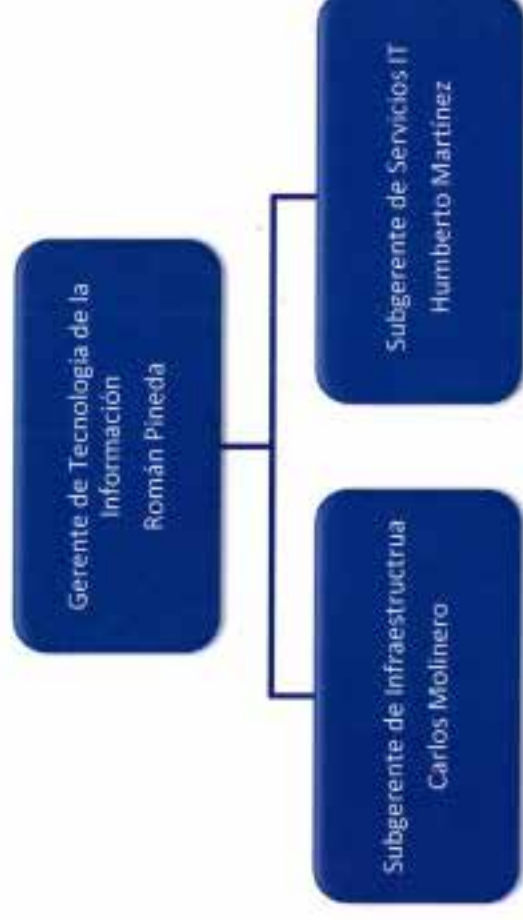 Gerente de Tecnología de la
Información
Román Pineda
Subgerente de Infraestructrua
Carlos Molinero
Subgerente de Servicios IT
Humberto Martínez